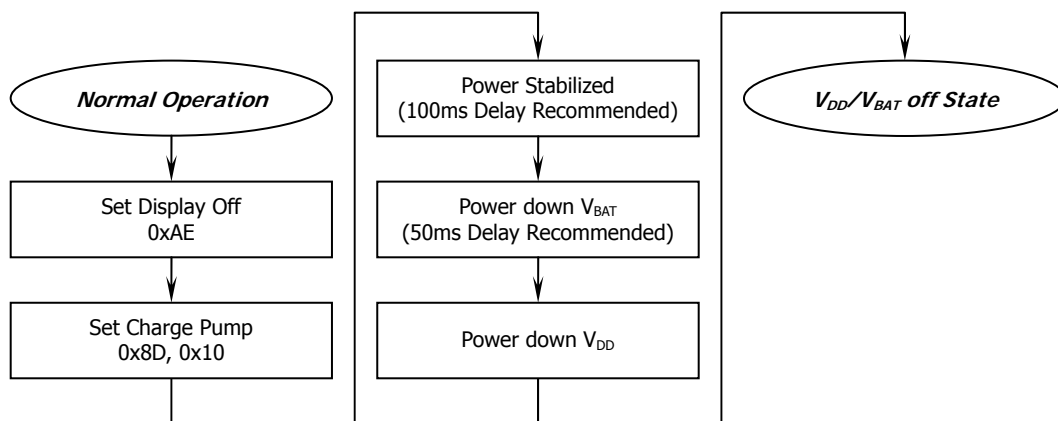 Normal Operation
Set Display Off
0xAE
Set Charge Pump
0x8D, 0x10
Power Stabilized
(100ms Delay Recommended)
Power down VBAT
(50ms Delay Recommended)
Power down VDD
VDD/VBAT off State